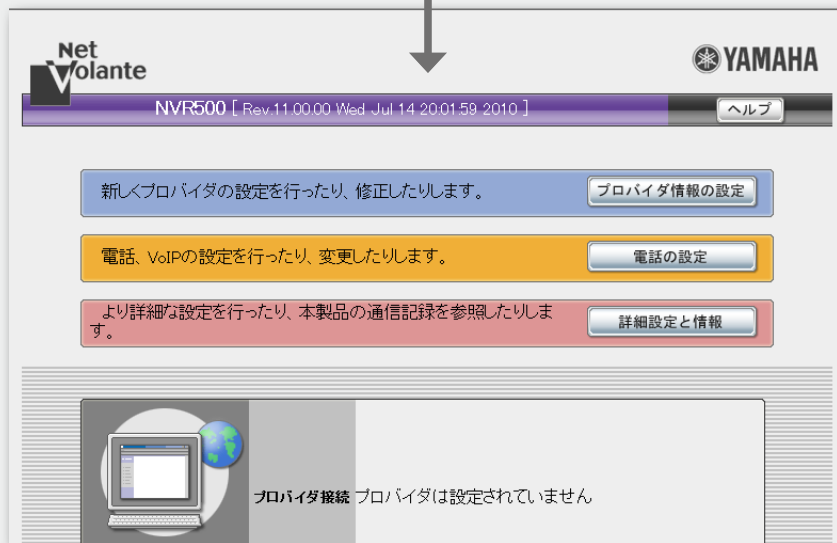 Net
Volante
YAMAHA
NVR500 [ Rev.11.00.00 Wed Jul 14 20:01:59 2010 ]
ヘルプ
新しくプロバイダの設定を行ったり、修正したりします。
プロバイダ情報の設定
電話、VoIPの設定を行ったり、変更したりします。
電話の設定
より詳細な設定を行ったり、本製品の通信記録を参照したりしま
す。
詳細設定と情報
プロバイダ接続 プロバイダは設定されていません